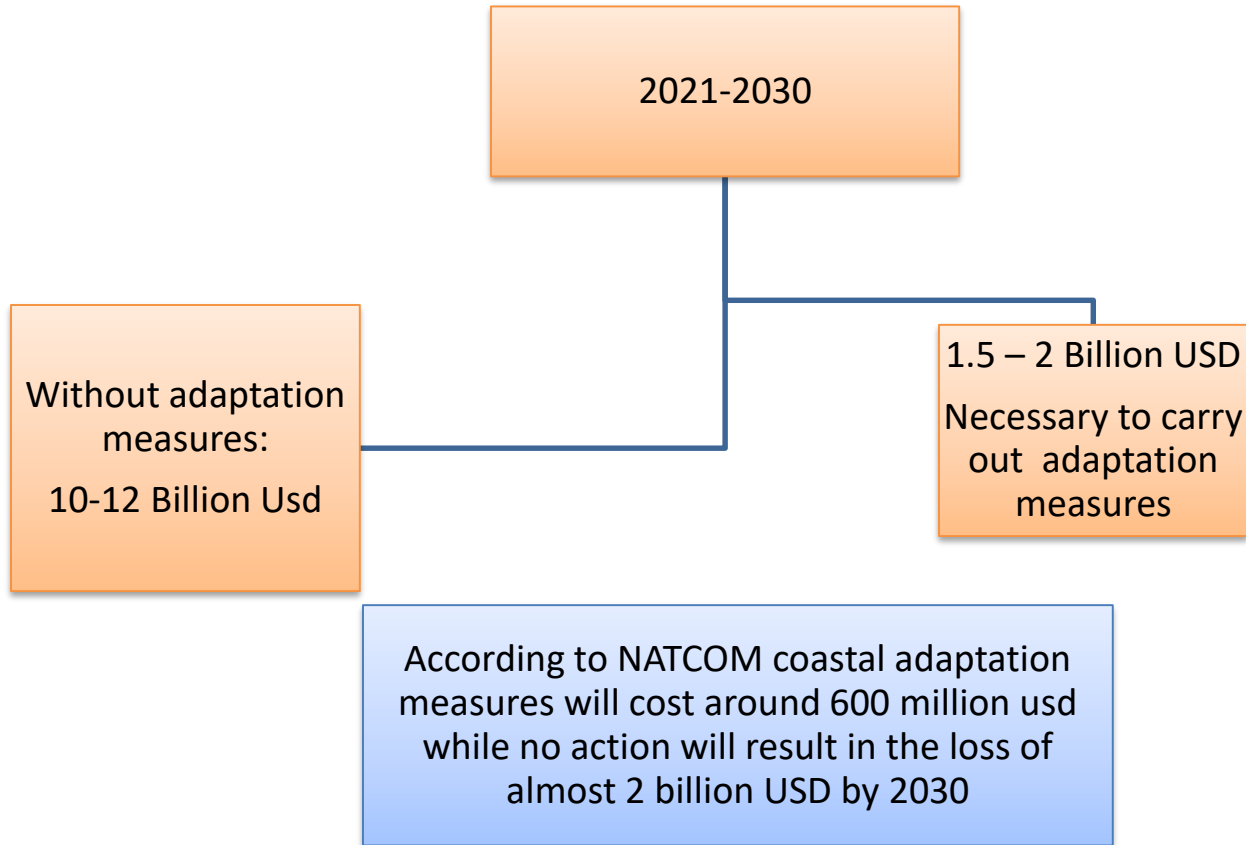 2021-2030
Without adaptation
measures:
10-12 Billion Usd
1.5 – 2 Billion USD
Necessary to carry
out adaptation
measures
According to NATCOM coastal adaptation
measures will cost around 600 million usd
while no action will result in the loss of
almost 2 billion USD by 2030